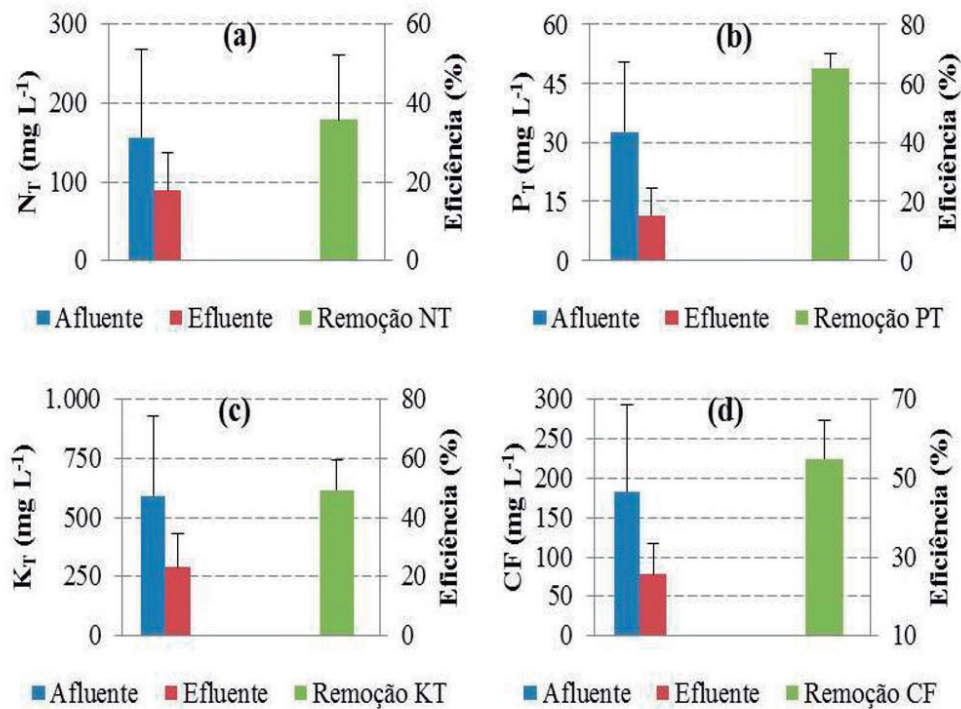 300
200
100
0
N_T (mg L⁻¹)
(a)
60
40
20
0
Eficiência (%)
Afluente Efluente Remoção NT
60
45
30
15
0
P_T (mg L⁻¹)
(b)
80
60
40
20
0
Eficiência (%)
Afluente Efluente Remoção PT
1.000
750
500
250
0
K_T (mg L⁻¹)
(c)
80
60
40
20
0
Eficiência (%)
Afluente Efluente Remoção KT
300
250
200
150
100
50
0
CF (mg L⁻¹)
(d)
70
50
30
10
Eficiência (%)
Afluente Efluente Remoção CF